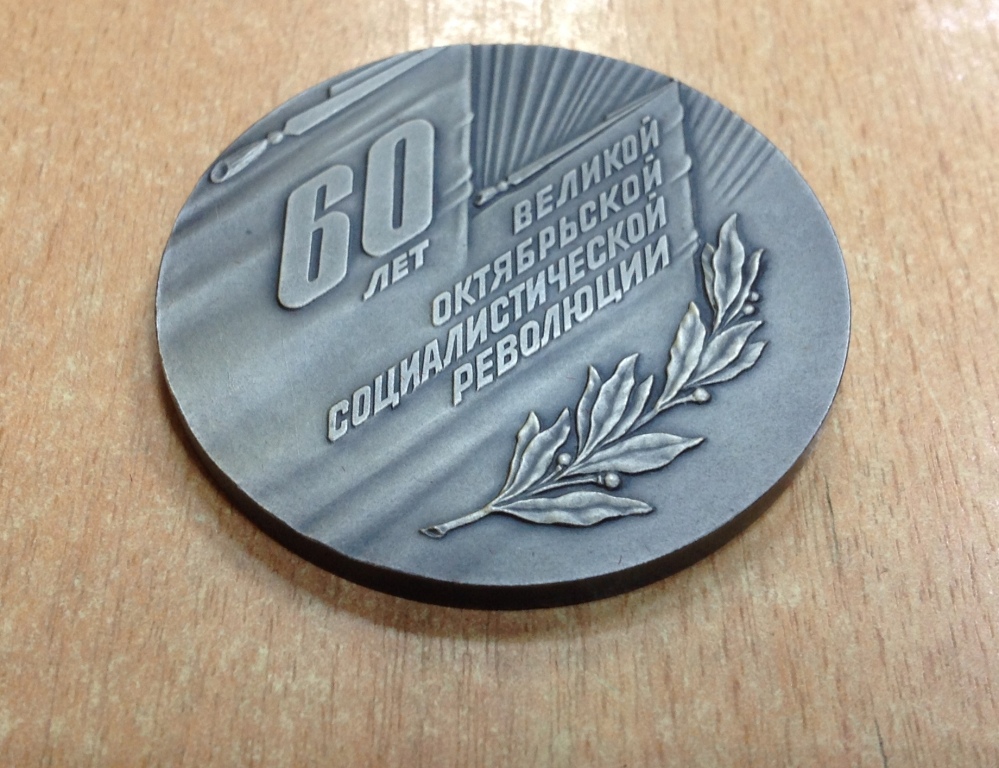 60
ЛЕТ
ВЕЛИКОЙ
ОКТЯБРЬСКОЙ
СОЦИАЛИСТИЧЕСКОЙ
РЕВОЛЮЦИИ